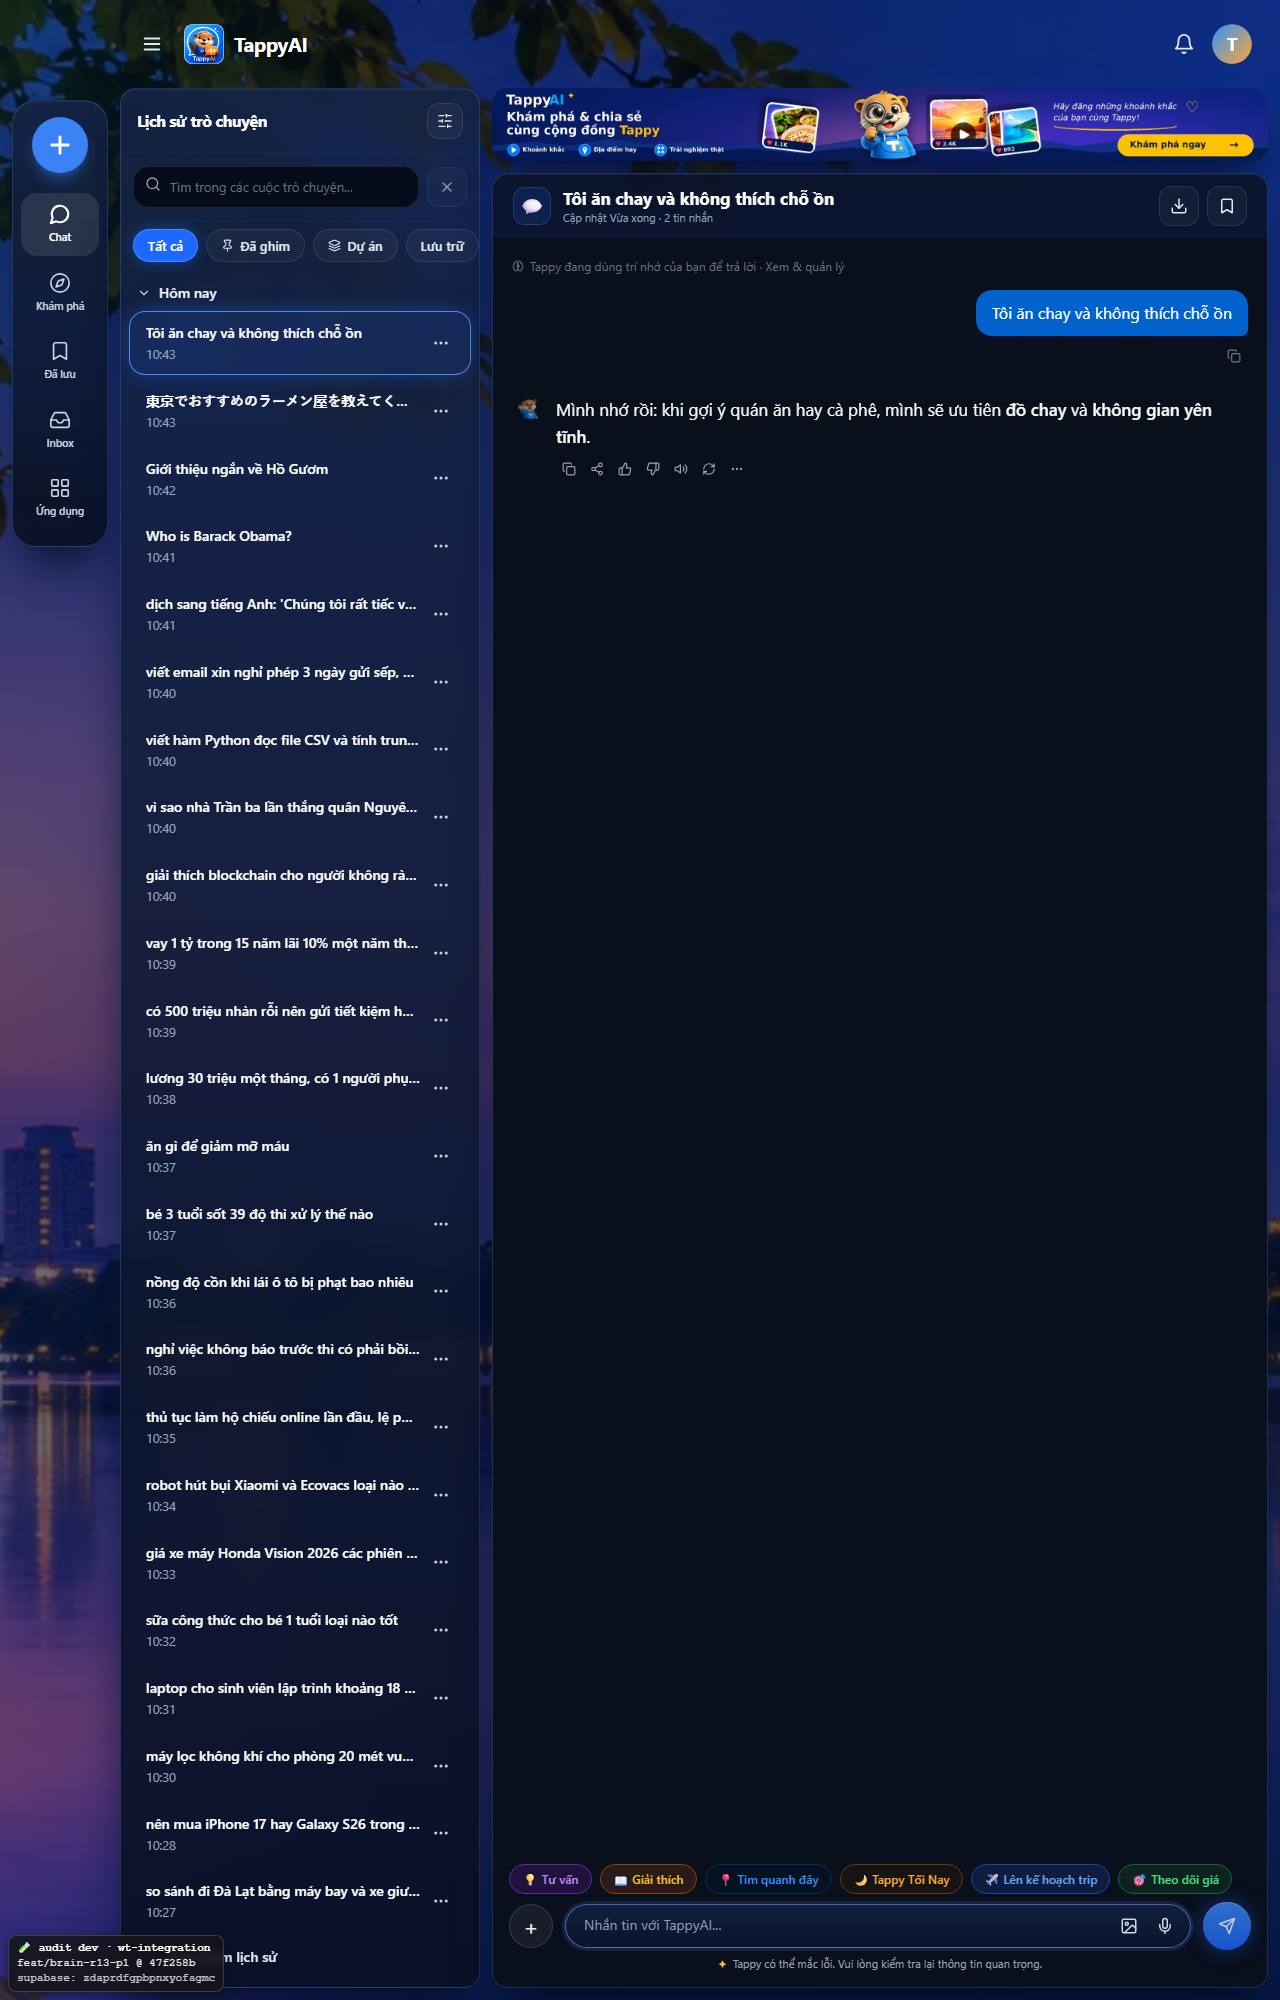 TappyAI
T
Chat
Khám phá
Đã lưu
Inbox
Ứng dụng
Lịch sử trò chuyện
Tìm trong các cuộc trò chuyện...
Tất cả
Đã ghim
Dự án
Lưu trữ
Hôm nay
Tôi ăn chay và không thích chỗ ồn
10:43
東京でおすすめのラーメン屋を教えてく...
10:43
Giới thiệu ngắn về Hồ Gươm
10:42
Who is Barack Obama?
10:41
dịch sang tiếng Anh: 'Chúng tôi rất tiếc v...
10:41
viết email xin nghỉ phép 3 ngày gửi sếp, ...
10:40
viết hàm Python đọc file CSV và tính trun...
10:40
vì sao nhà Trần ba lần thắng quân Nguyê...
10:40
giải thích blockchain cho người không rà...
10:40
vay 1 tỷ trong 15 năm lãi 10% một năm th...
10:39
có 500 triệu nhàn rỗi nên gửi tiết kiệm h...
10:39
lương 30 triệu một tháng, có 1 người phụ...
10:38
ăn gì để giảm mỡ máu
10:37
bé 3 tuổi sốt 39 độ thì xử lý thế nào
10:37
nồng độ cồn khi lái ô tô bị phạt bao nhiêu
10:36
nghỉ việc không báo trước thì có phải bồi...
10:36
thủ tục làm hộ chiếu online lần đầu, lệ p...
10:35
robot hút bụi Xiaomi và Ecovacs loại nào ...
10:34
giá xe máy Honda Vision 2026 các phiên ...
10:33
sữa công thức cho bé 1 tuổi loại nào tốt
10:32
laptop cho sinh viên lập trình khoảng 18 ...
10:31
máy lọc không khí cho phòng 20 mét vu...
10:30
nên mua iPhone 17 hay Galaxy S26 trong ...
10:28
so sánh đi Đà Lạt bằng máy bay và xe giư...
10:27
lịch sử
audit dev · wt-integration
feat/brain-r13-p1 @ 47f258b
supabase: zdaprdfgpbpnxyofagmc
TappyAI
Khám phá & chia sẻ
cùng cộng đồng Tappy
Khoảnh khắc
Địa điểm hay
Trải nghiệm thật
1.1K
2.4K
892
Hãy đăng những khoảnh khắc
của bạn cùng Tappy!
Khám phá ngay →
Tôi ăn chay và không thích chỗ ồn
Cập nhật Vừa xong · 2 tin nhắn
Tappy đang dùng trí nhớ của bạn để trả lời · Xem & quản lý
Tôi ăn chay và không thích chỗ ồn
Mình nhớ rồi: khi gợi ý quán ăn hay cà phê, mình sẽ ưu tiên đồ chay và không gian yên
tĩnh.
Tư vấn
Giải thích
Tìm quanh đây
Tappy Tối Nay
Lên kế hoạch trip
Theo dõi giá
Nhắn tin với TappyAI...
Tappy có thể mắc lỗi. Vui lòng kiểm tra lại thông tin quan trọng.